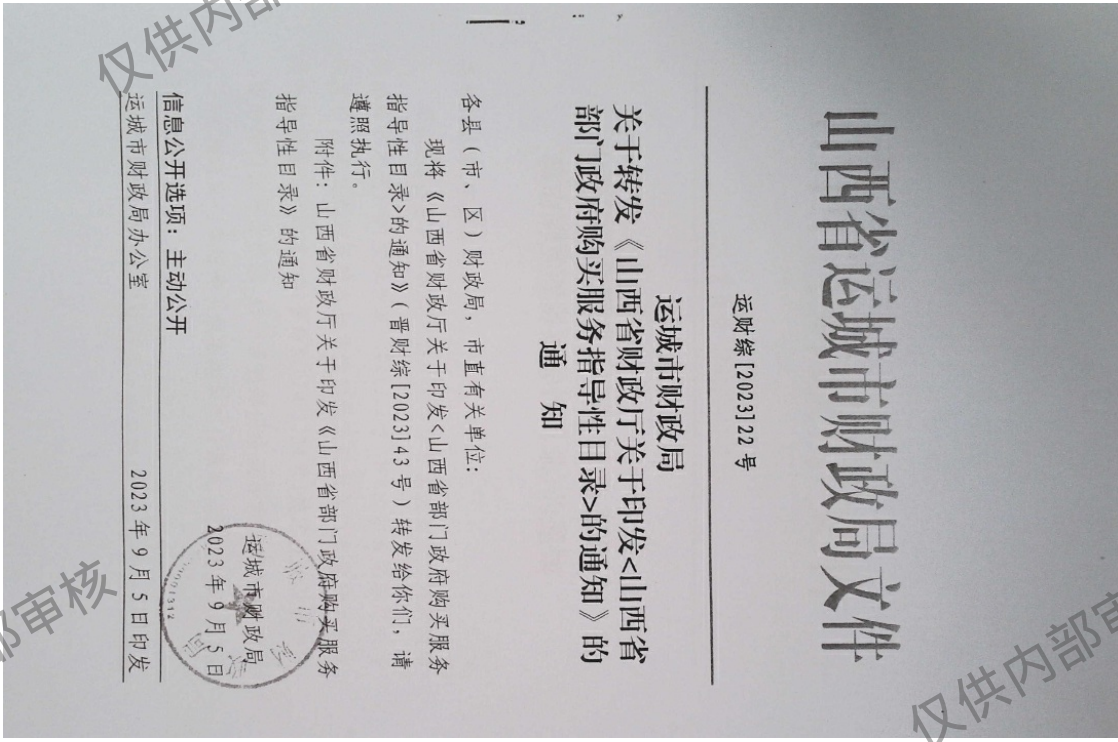 山西省运城市财政局文件
运财综[2023]22号
运城市财政局
关于转发《山西省财政厅关于印发<山西省
部门政府购买服务指导性目录>的通知》的
通 知
各县（市、区）财政局，市直有关单位：
现将《山西省财政厅关于印发<山西省部门政府购买服务
指导性目录>的通知》（晋财综[2023]43号）转发给你们，请
遵照执行。
附件：山西省财政厅关于印发《山西省部门政府购买服务
指导性目录》的通知
运城市财政局
2023年9月5日
信息公开选项：主动公开
运城市财政局办公室 2023年9月5日印发
仅供内部
部审核
仅供内部审